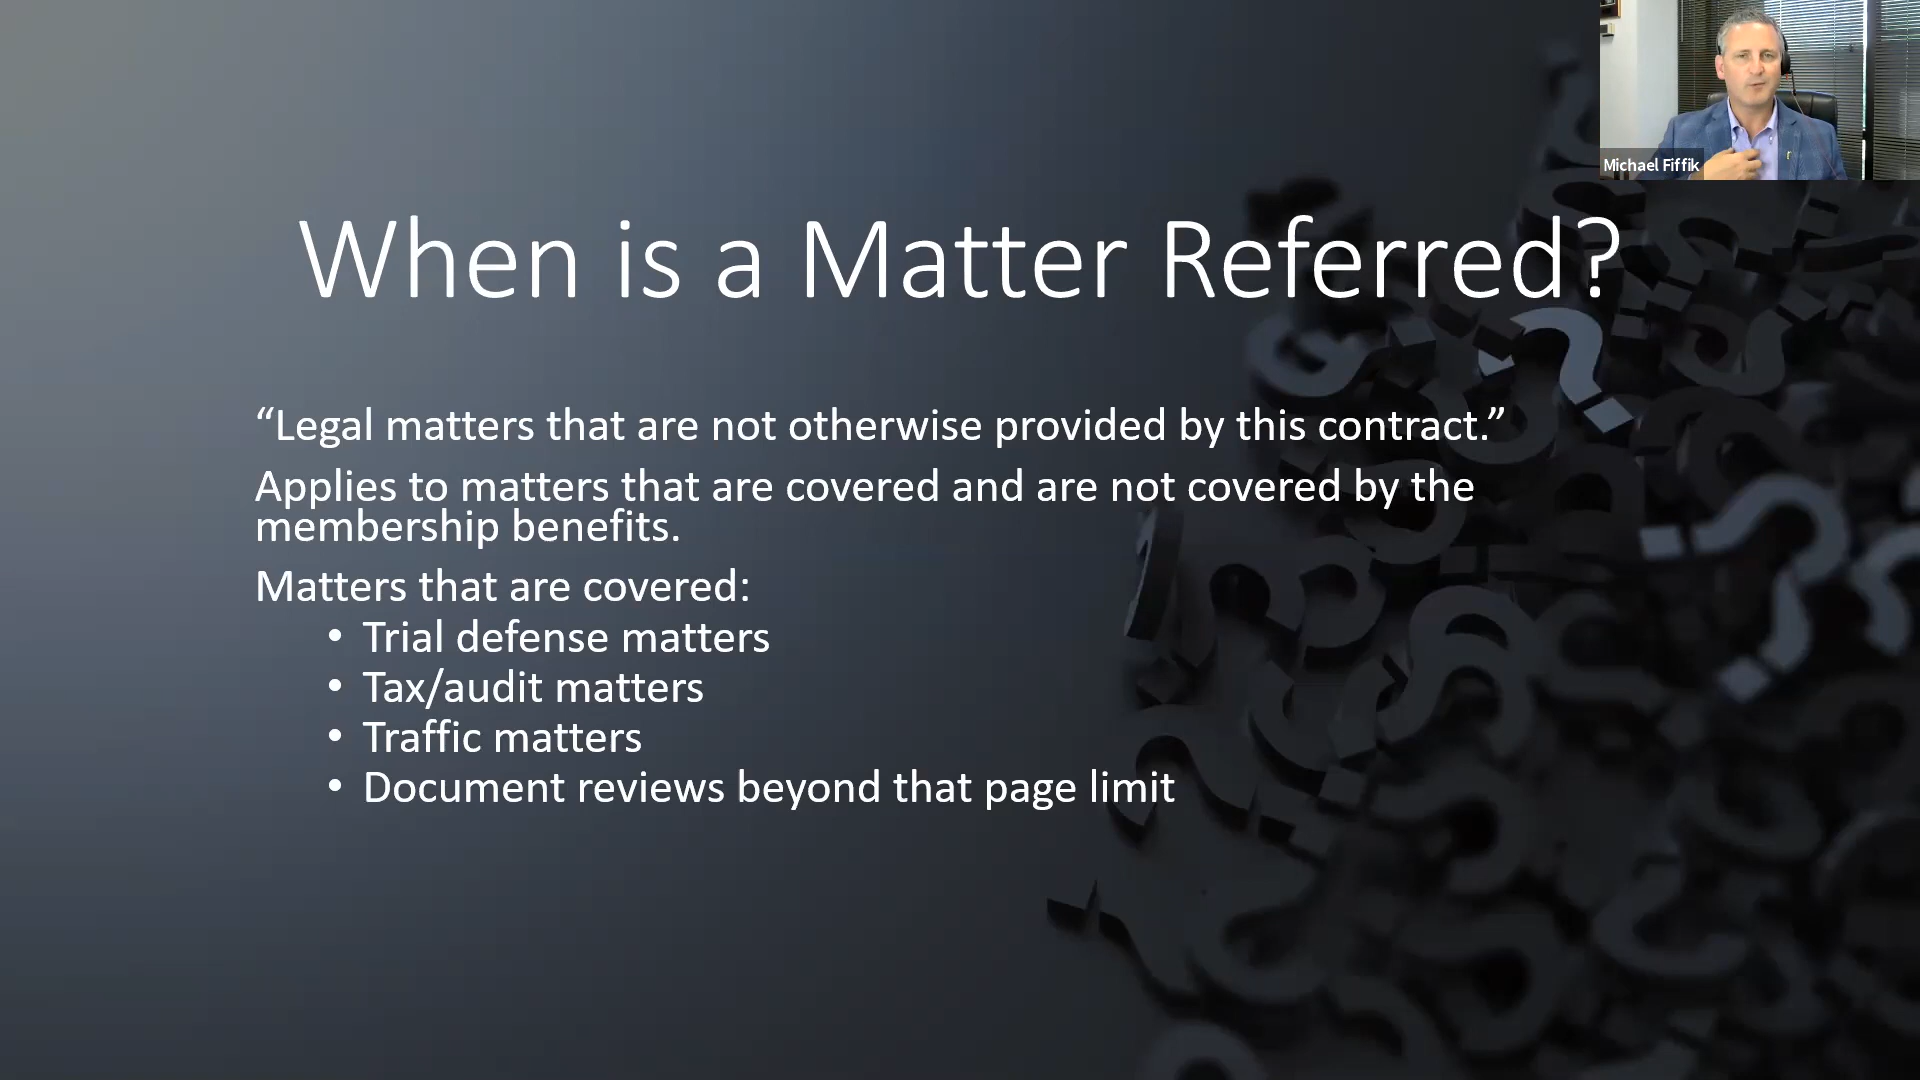 Michael Fiffik
When is a Matter Referred?
“Legal matters that are not otherwise provided by this contract.”
Applies to matters that are covered and are not covered by the
membership benefits.
Matters that are covered:
• Trial defense matters
• Tax/audit matters
• Traffic matters
• Document reviews beyond that page limit